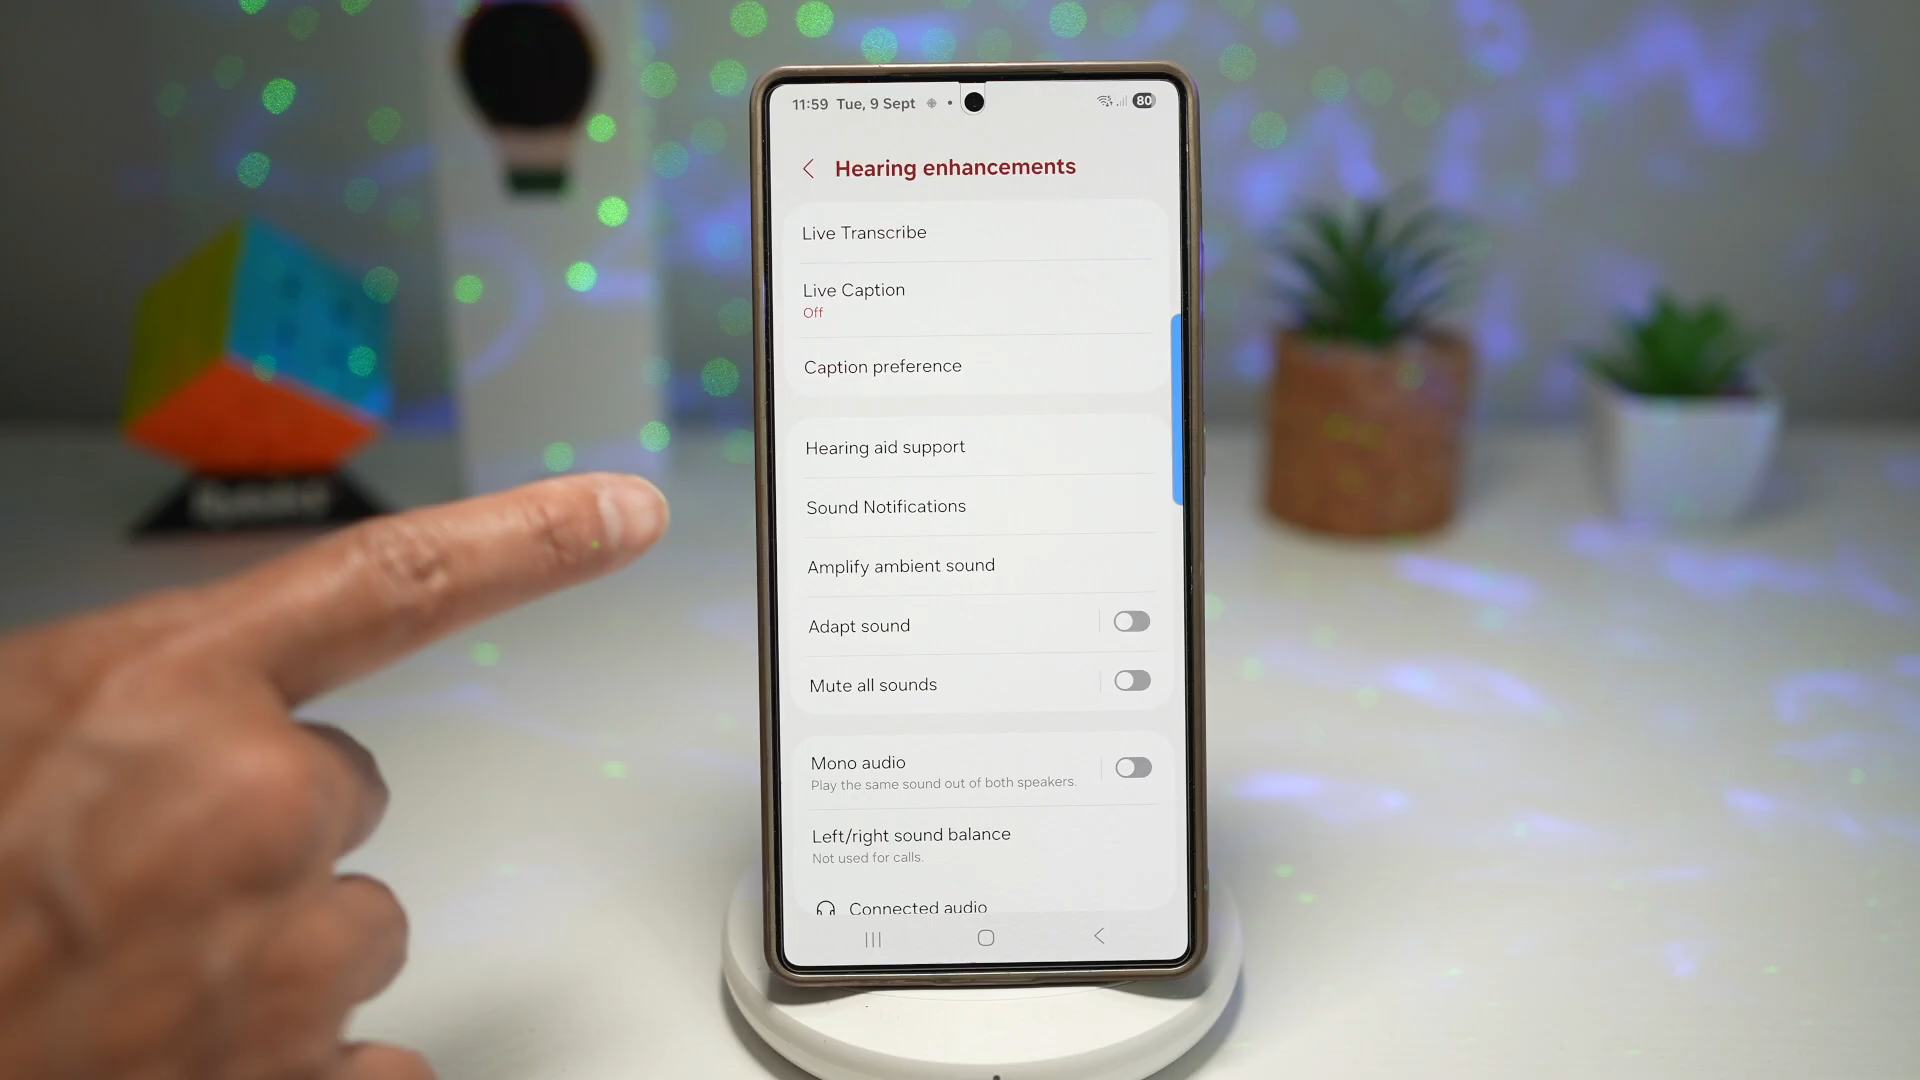 11:59 Tue, 9 Sept
80
Hearing enhancements
Live Transcribe
Live Caption
Off
Caption preference
Hearing aid support
Sound Notifications
Amplify ambient sound
Adapt sound
Mute all sounds
Mono audio
Play the same sound out of both speakers.
Left/right sound balance
Not used for calls.
Connected audio